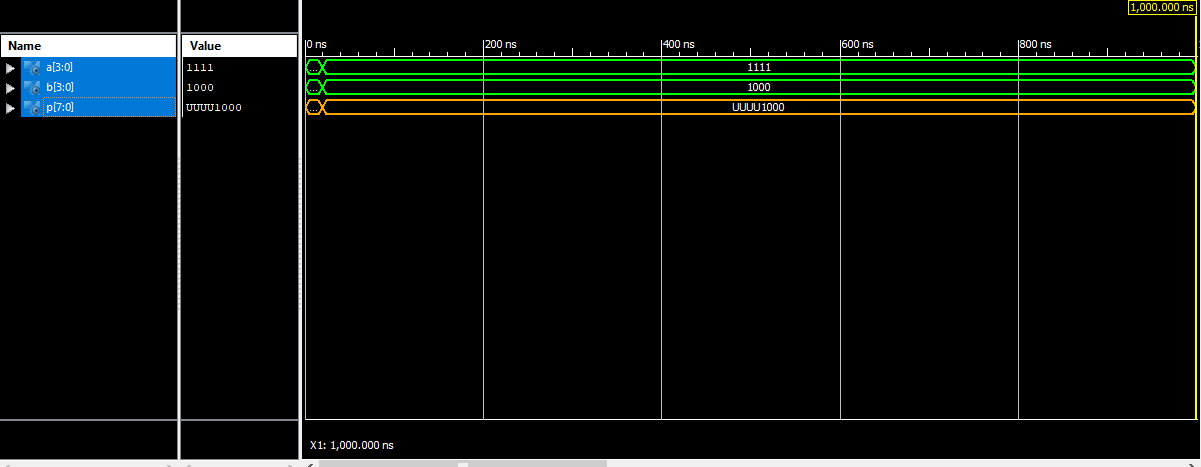 1,000.000 ns
Name Value
0 ns 200 ns 400 ns 600 ns 800 ns
a[3:0] 1111 ... 1111
b[3:0] 1000 ... 1000
p[7:0] UUUU1000 ... UUUU1000
X1: 1,000.000 ns